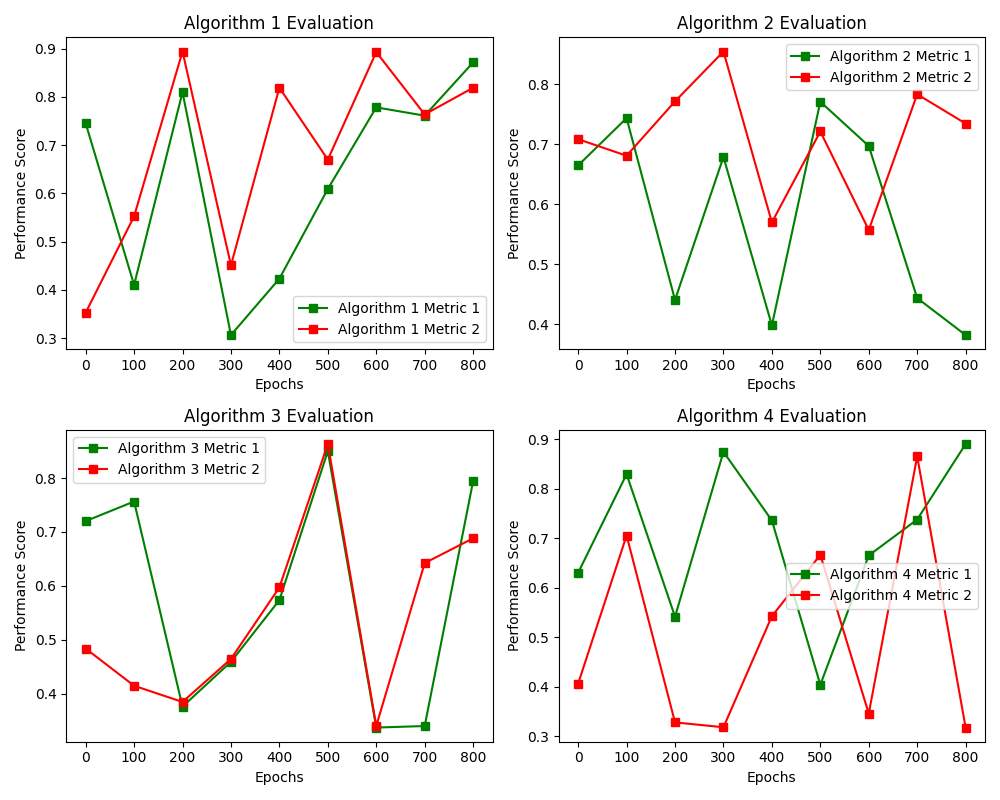 Algorithm 1 Evaluation
Performance Score
0.9
0.8
0.7
0.6
0.5
0.4
0.3
Algorithm 1 Metric 1
Algorithm 1 Metric 2
0 100 200 300 400 500 600 700 800
Epochs
Algorithm 2 Evaluation
Performance Score
0.8
0.7
0.6
0.5
0.4
Algorithm 2 Metric 1
Algorithm 2 Metric 2
0 100 200 300 400 500 600 700 800
Epochs
Algorithm 3 Evaluation
Performance Score
0.8
0.7
0.6
0.5
0.4
Algorithm 3 Metric 1
Algorithm 3 Metric 2
0 100 200 300 400 500 600 700 800
Epochs
Algorithm 4 Evaluation
Performance Score
0.9
0.8
0.7
0.6
0.5
0.4
0.3
Algorithm 4 Metric 1
Algorithm 4 Metric 2
0 100 200 300 400 500 600 700 800
Epochs